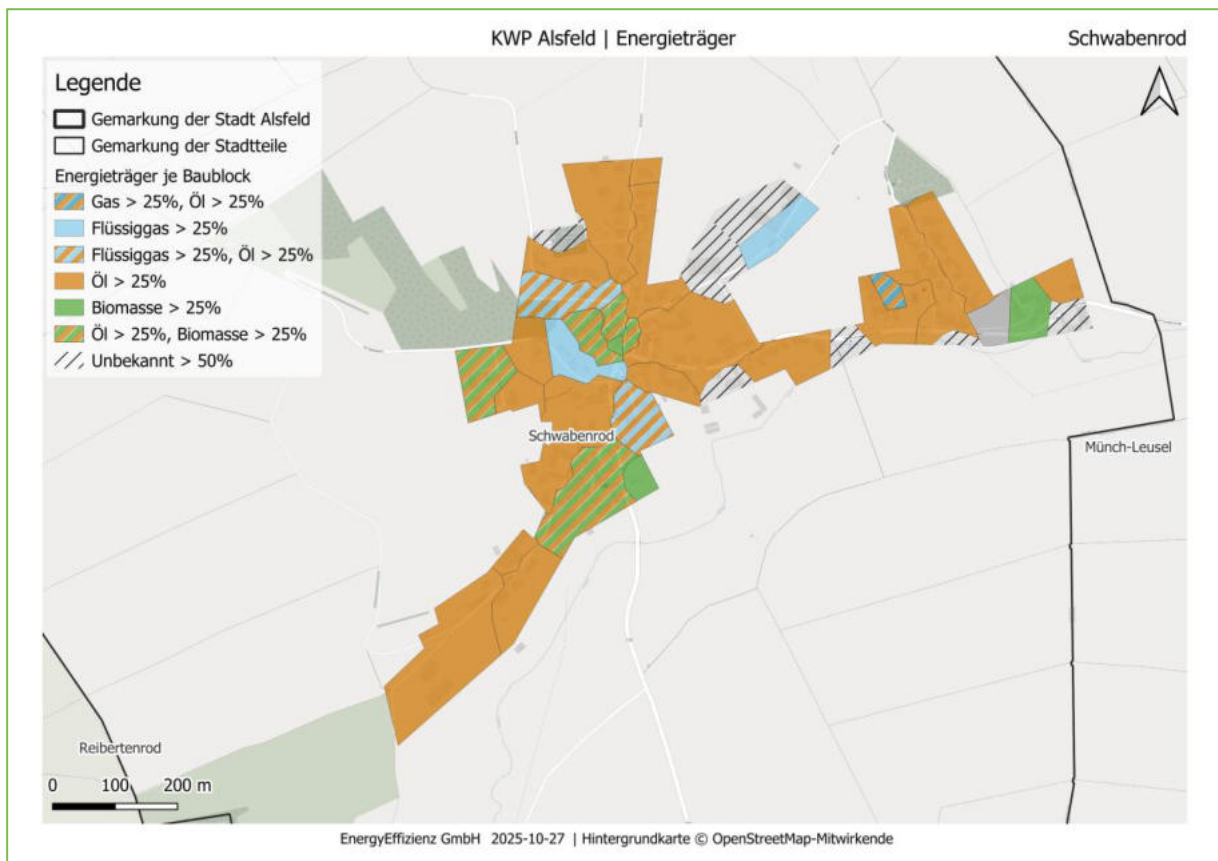 KWP Alsfeld | Energieträger
Schwabenrod
Legende
Gemarkung der Stadt Alsfeld
Gemarkung der Stadtteile
Energieträger je Baublock
Gas > 25%, Öl > 25%
Flüssiggas > 25%
Flüssiggas > 25%, Öl > 25%
Öl > 25%
Biomasse > 25%
Öl > 25%, Biomasse > 25%
Unbekannt > 50%
Schwabenrod
Münch-Leusel
Reibertenrod
0 100 200 m
EnergyEffizienz GmbH 2025-10-27 | Hintergrundkarte © OpenStreetMap-Mitwirkende